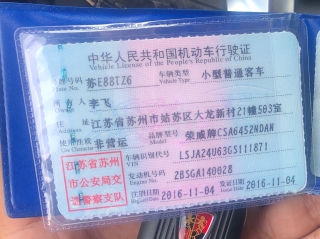 中华人民共和国机动车行驶证
Vehicle License of the People's Republic of China
号牌号码 苏E88TZ6 车辆类型 小型普通客车
Vehicle Type
所有人 李飞
住址 江苏省苏州市姑苏区大龙新村21幢503室
使用性质 非营运 品牌型号 荣威牌CSA6452NDAN
Use Character Model
江苏省苏州市公安局交通警察支队
车辆识别代号 LSJA24U63GS111871
VIN
发动机号码 2BSGA140028
Engine No.
注册日期 2016-11-04 发证日期 2016-11-04
Register Date Issue Date